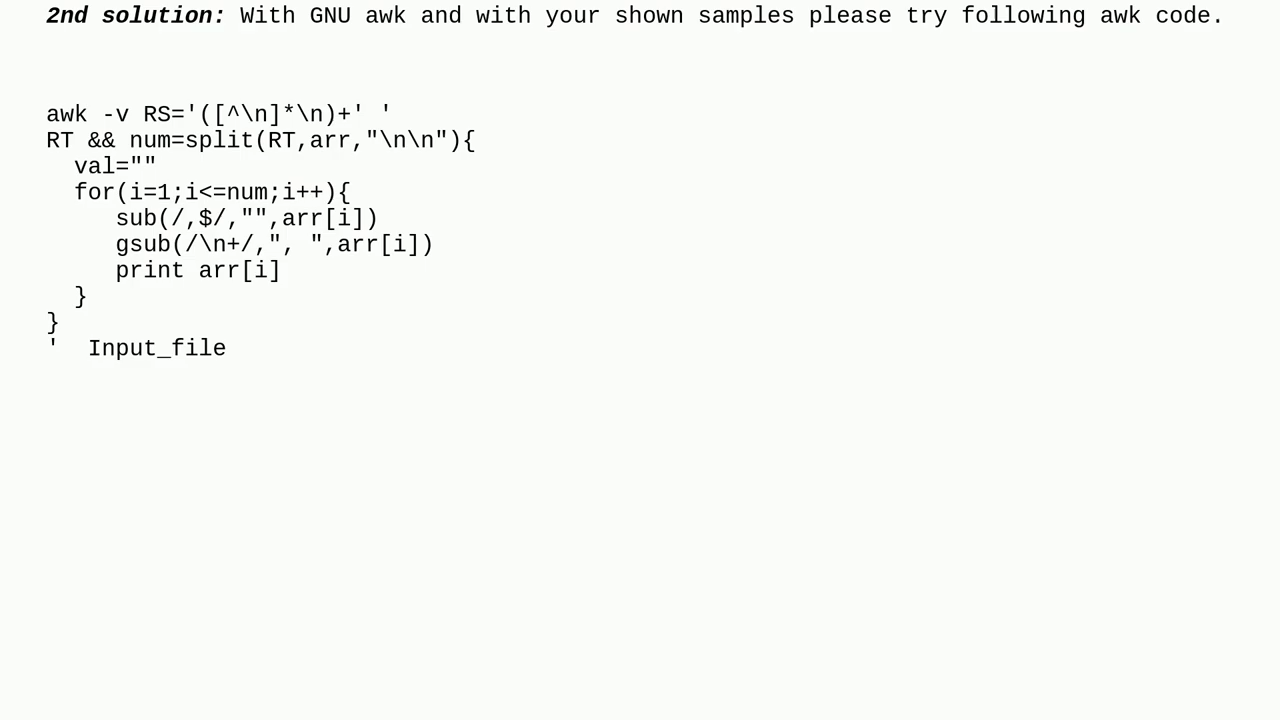 2nd solution: With GNU awk and with your shown samples please try following awk code.
awk -v RS='([^\n]*\n)+' '
RT && num=split(RT,arr,"\n\n"){
  val=""
  for(i=1;i<=num;i++){
     sub(/,$/,"",arr[i])
     gsub(/\n+/,", ",arr[i])
     print arr[i]
  }
}
'  Input_file